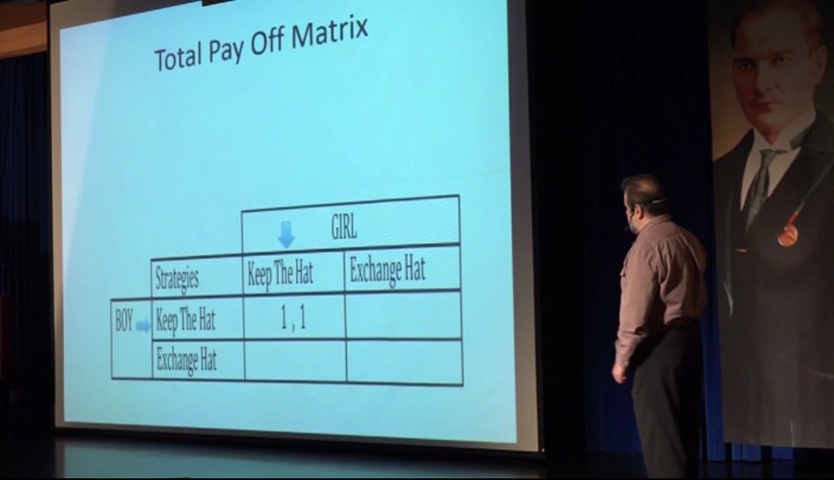 Total Pay Off Matrix
GIRL
Strategies Keep The Hat Exchange Hat
BOY Keep The Hat 1 , 1
Exchange Hat